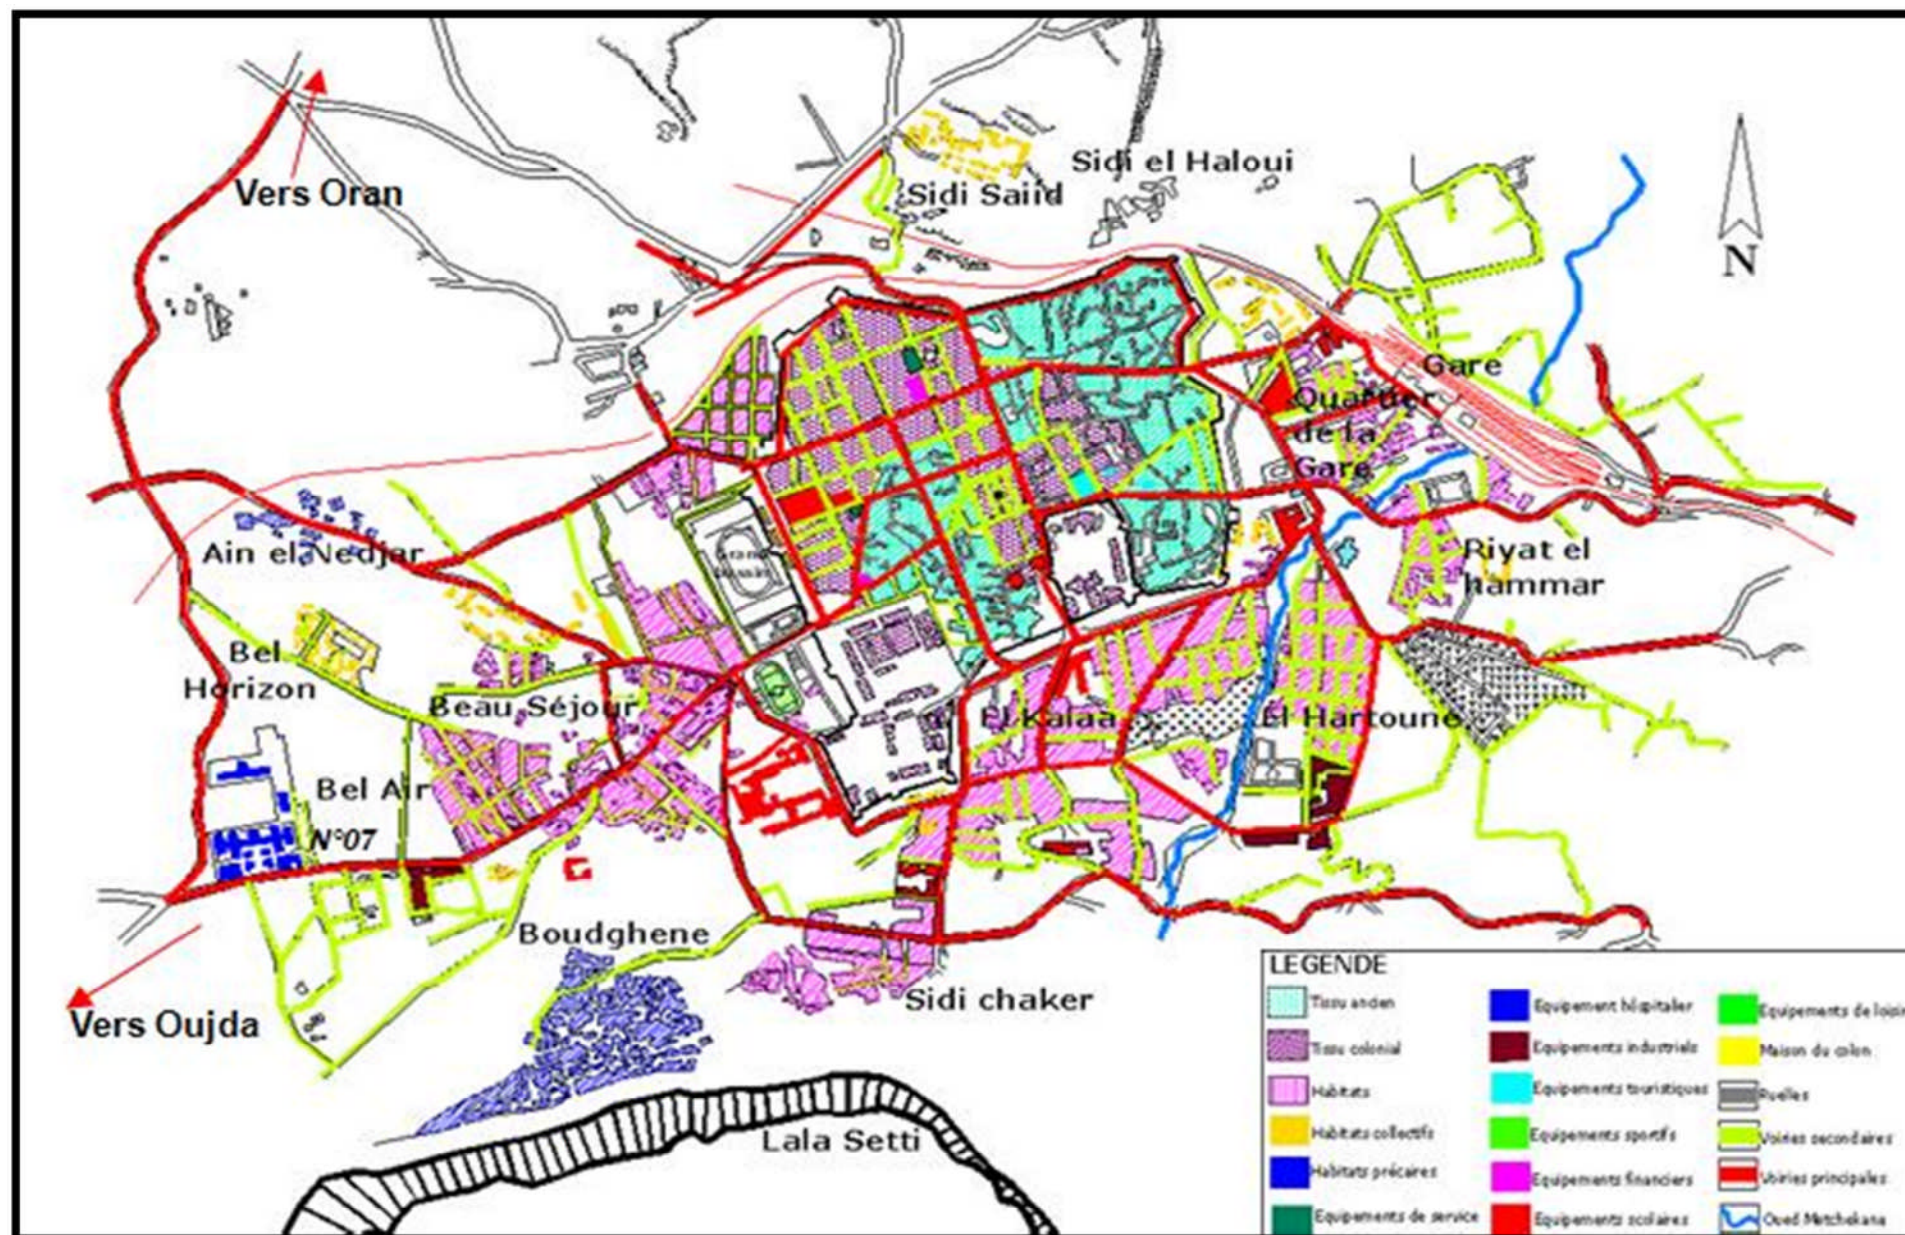 Vers Oran
Sidi Saiid
Sidi el Haloui
N
Gare
Quartier
de la
Gare
Ain el Nedjar
Riyat el
hammar
Bel
Horizon
Beau Séjour
El Kalaa
El Hartoune
Bel Air
N°07
Boudghene
Sidi chaker
Vers Oujda
Lala Setti
LEGENDE
Tissu ancien
Tissu colonial
Habitats
Habitats collectifs
Habitats précaires
Equipements de service
Equipement hôspitalier
Equipements industriels
Equipements touristiques
Equipements sportifs
Equipements financiers
Equipements scolaires
Equipements de loisir
Maison du colon
Ruelles
Voiries secondaires
Voiries principales
Oued Metchekana